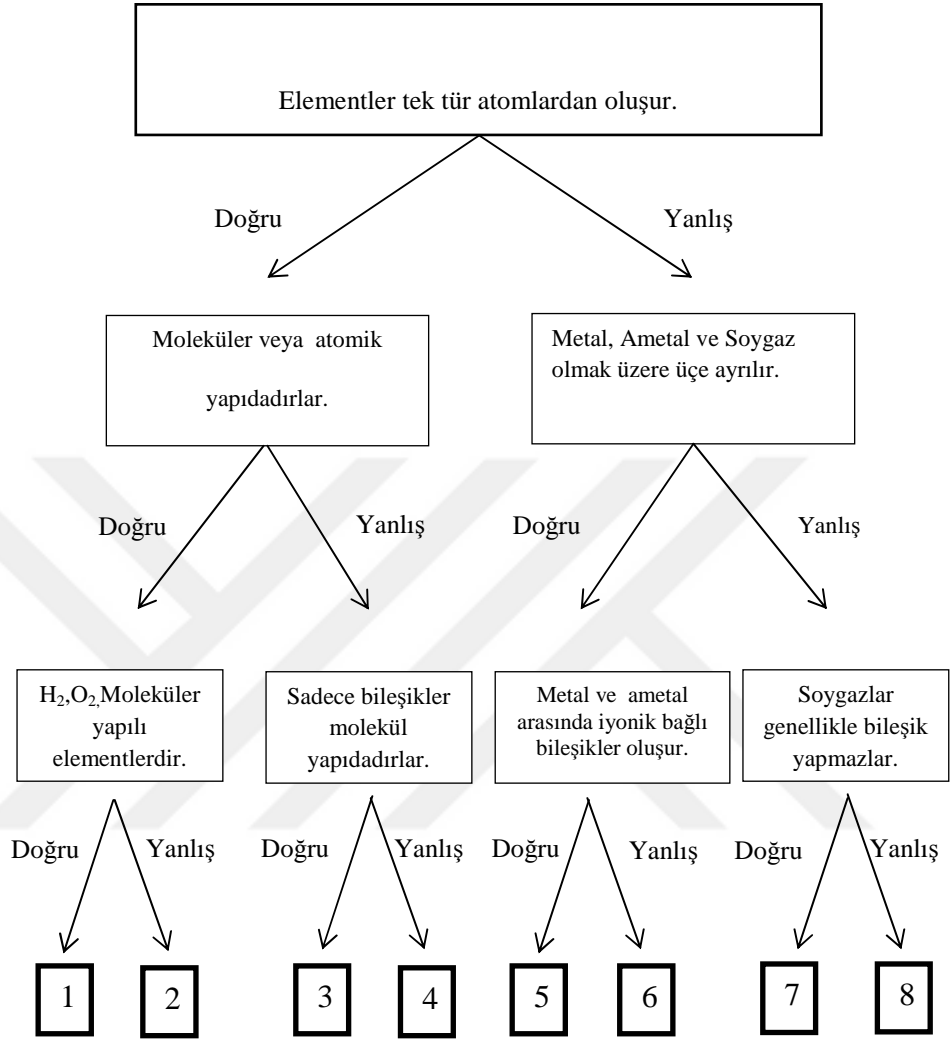 Elementler tek tür atomlardan oluşur.
Doğru
Yanlış
Moleküler veya atomik
yapıdadırlar.
Metal, Ametal ve Soygaz
olmak üzere üçe ayrılır.
Doğru
Yanlış
Doğru
Yanlış
H₂,O₂,Moleküler
yapılı
elementlerdir.
Sadece bileşikler
molekül
yapıdadırlar.
Metal ve ametal
arasında iyonik bağlı
bileşikler oluşur.
Soygazlar
genellikle bileşik
yapmazlar.
Doğru
Yanlış
Doğru
Yanlış
Doğru
Yanlış
Doğru
Yanlış
1
2
3
4
5
6
7
8